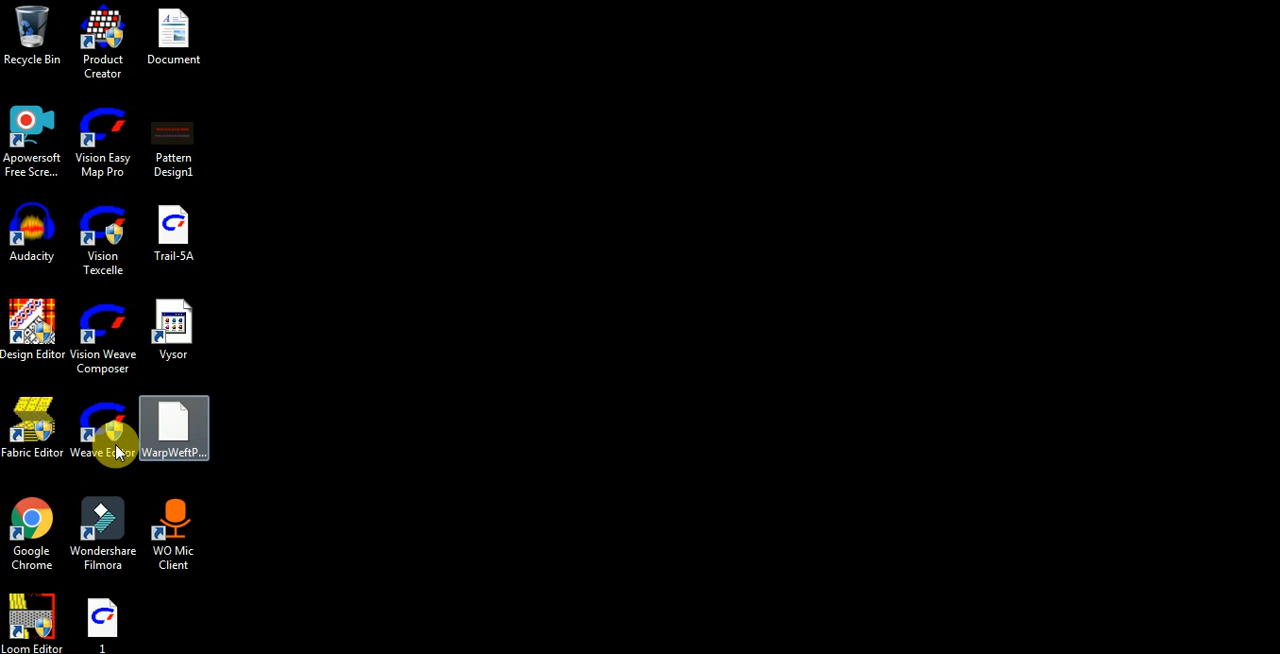 Recycle Bin
Product
Creator
Document
Apowersoft
Free Scre...
Vision Easy
Map Pro
Pattern
Design1
Audacity
Vision
Texcelle
Trail-5A
Design Editor
Vision Weave
Composer
Vysor
Fabric Editor
Weave Editor
WarpWeftP...
Google
Chrome
Wondershare
Filmora
WO Mic
Client
Loom Editor
1